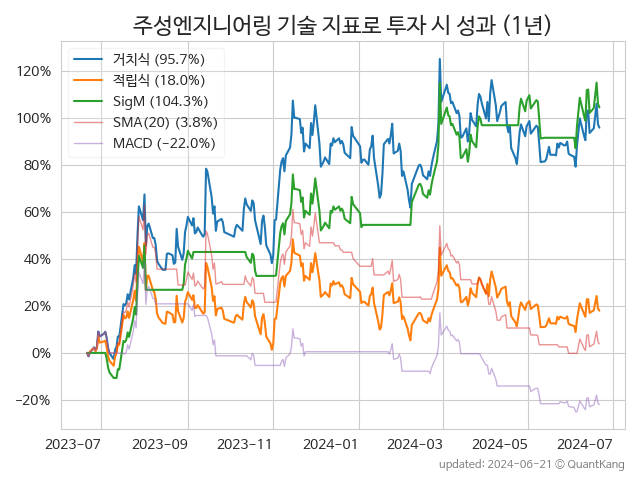 주성엔지니어링 기술 지표로 투자 시 성과 (1년)
거치식 (95.7%)
적립식 (18.0%)
SigM (104.3%)
SMA(20) (3.8%)
MACD (−22.0%)
120%
100%
80%
60%
40%
20%
0%
−20%
2023-07 2023-09 2023-11 2024-01 2024-03 2024-05 2024-07
updated: 2024-06-21 © QuantKang